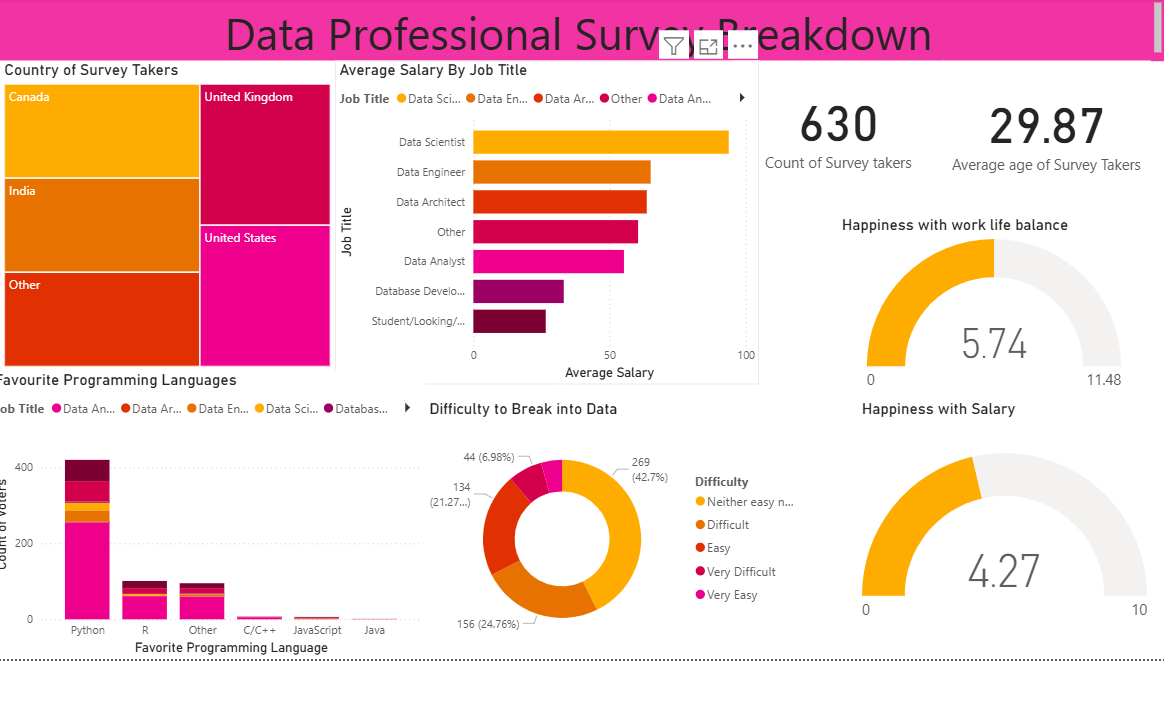 Data Professional Survey Breakdown
Country of Survey Takers
Canada
United Kingdom
India
United States
Other
Average Salary By Job Title
Job Title Data Sci... Data En... Data Ar... Other Data An...
Job Title
Data Scientist
Data Engineer
Data Architect
Other
Data Analyst
Database Develo...
Student/Looking/...
0 50 100
Average Salary
630
Count of Survey takers
29.87
Average age of Survey Takers
Happiness with work life balance
5.74
0 11.48
Favourite Programming Languages
ob Title Data An... Data Ar... Data En... Data Sci... Databas...
Count of Voters
400
200
0
Python R Other C/C++ JavaScript Java
Favorite Programming Language
Difficulty to Break into Data
44 (6.98%)
269
(42.7%)
134
(21.27...)
156 (24.76%)
Difficulty
Neither easy n...
Difficult
Easy
Very Difficult
Very Easy
Happiness with Salary
4.27
0 10